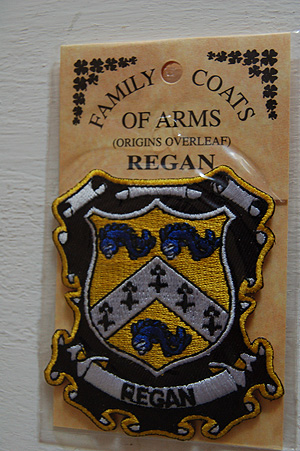 FAMILY COATS
OF ARMS
(ORIGINS OVERLEAF)
REGAN
REGAN